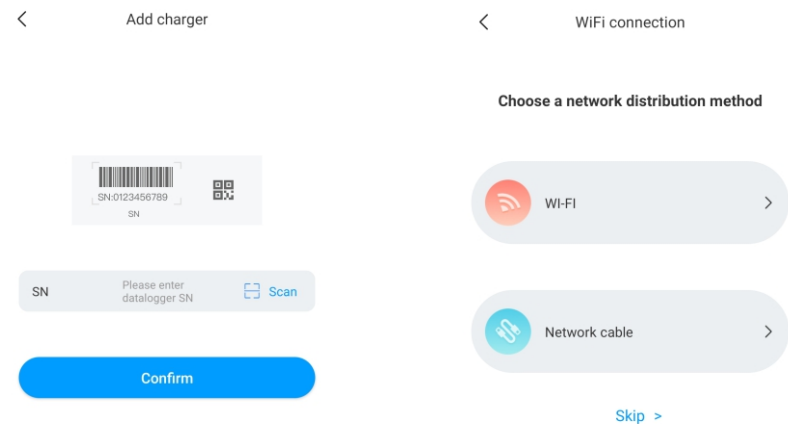 Add charger
SN:0123456789
SN
SN
Please enter
datalogger SN
Scan
Confirm
WiFi connection
Choose a network distribution method
WI-FI
Network cable
Skip >